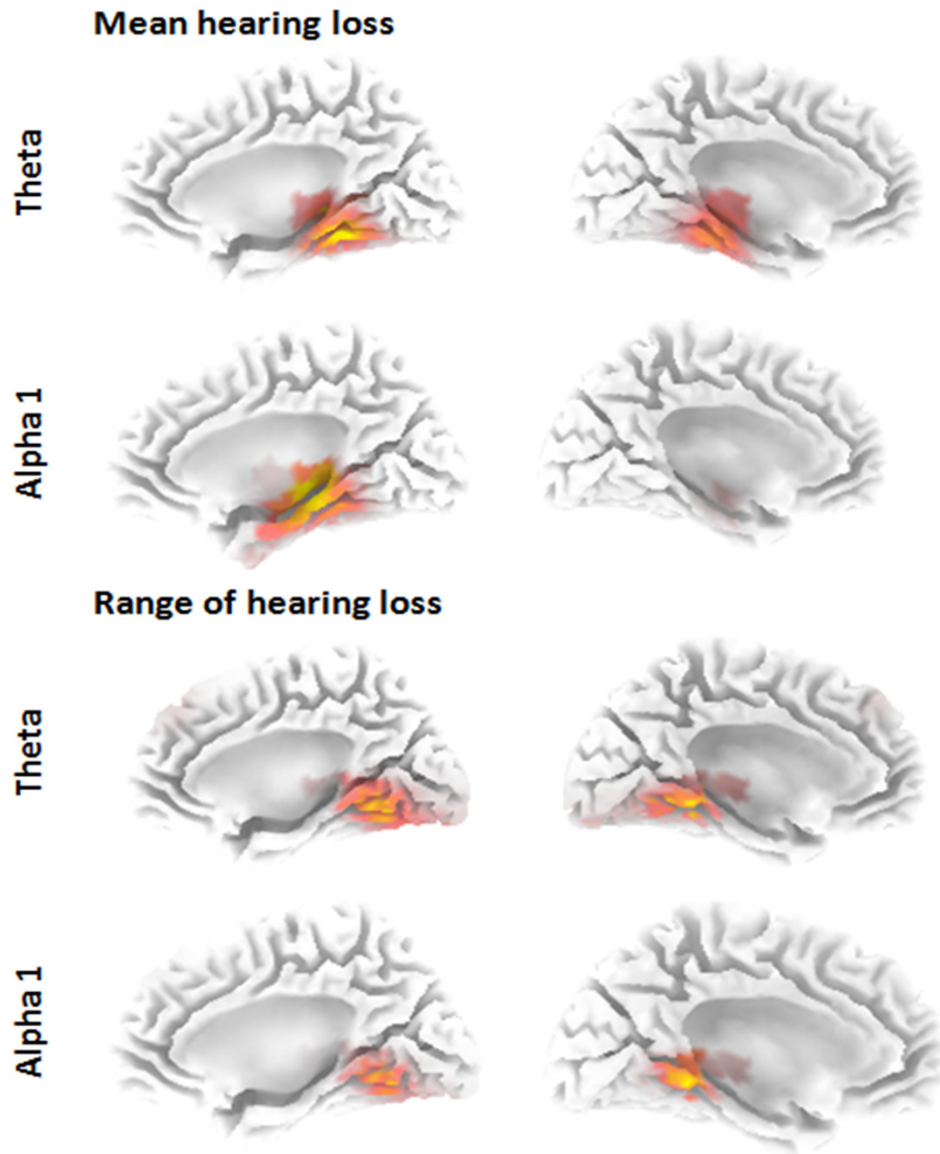 Mean hearing loss
Theta
Alpha 1
Range of hearing loss
Theta
Alpha 1